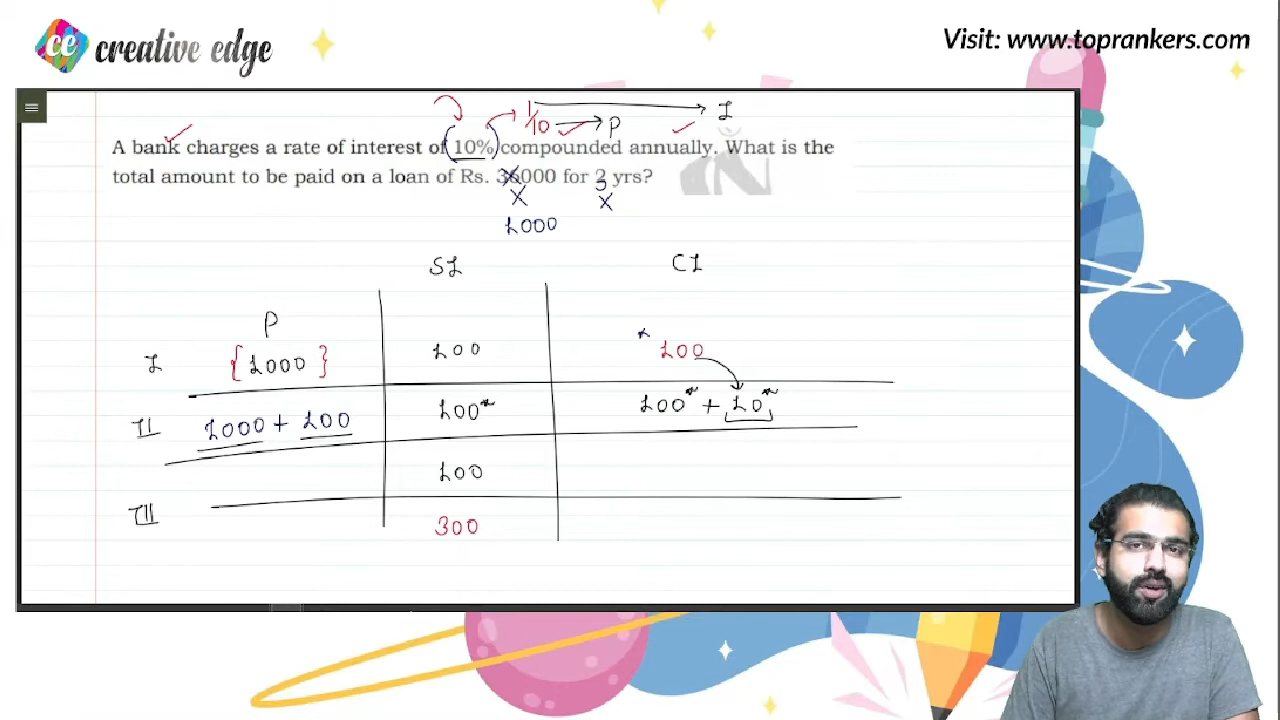 creative edge
ce
Visit: www.toprankers.com
1/10 → P → I
A bank charges a rate of interest of (10%) compounded annually. What is the
total amount to be paid on a loan of Rs. 36000 for 3 yrs?
X X
1000
SI CI
P
I {1000} 100 100
II 1000 + 100 100 100 + 10
100
III 300